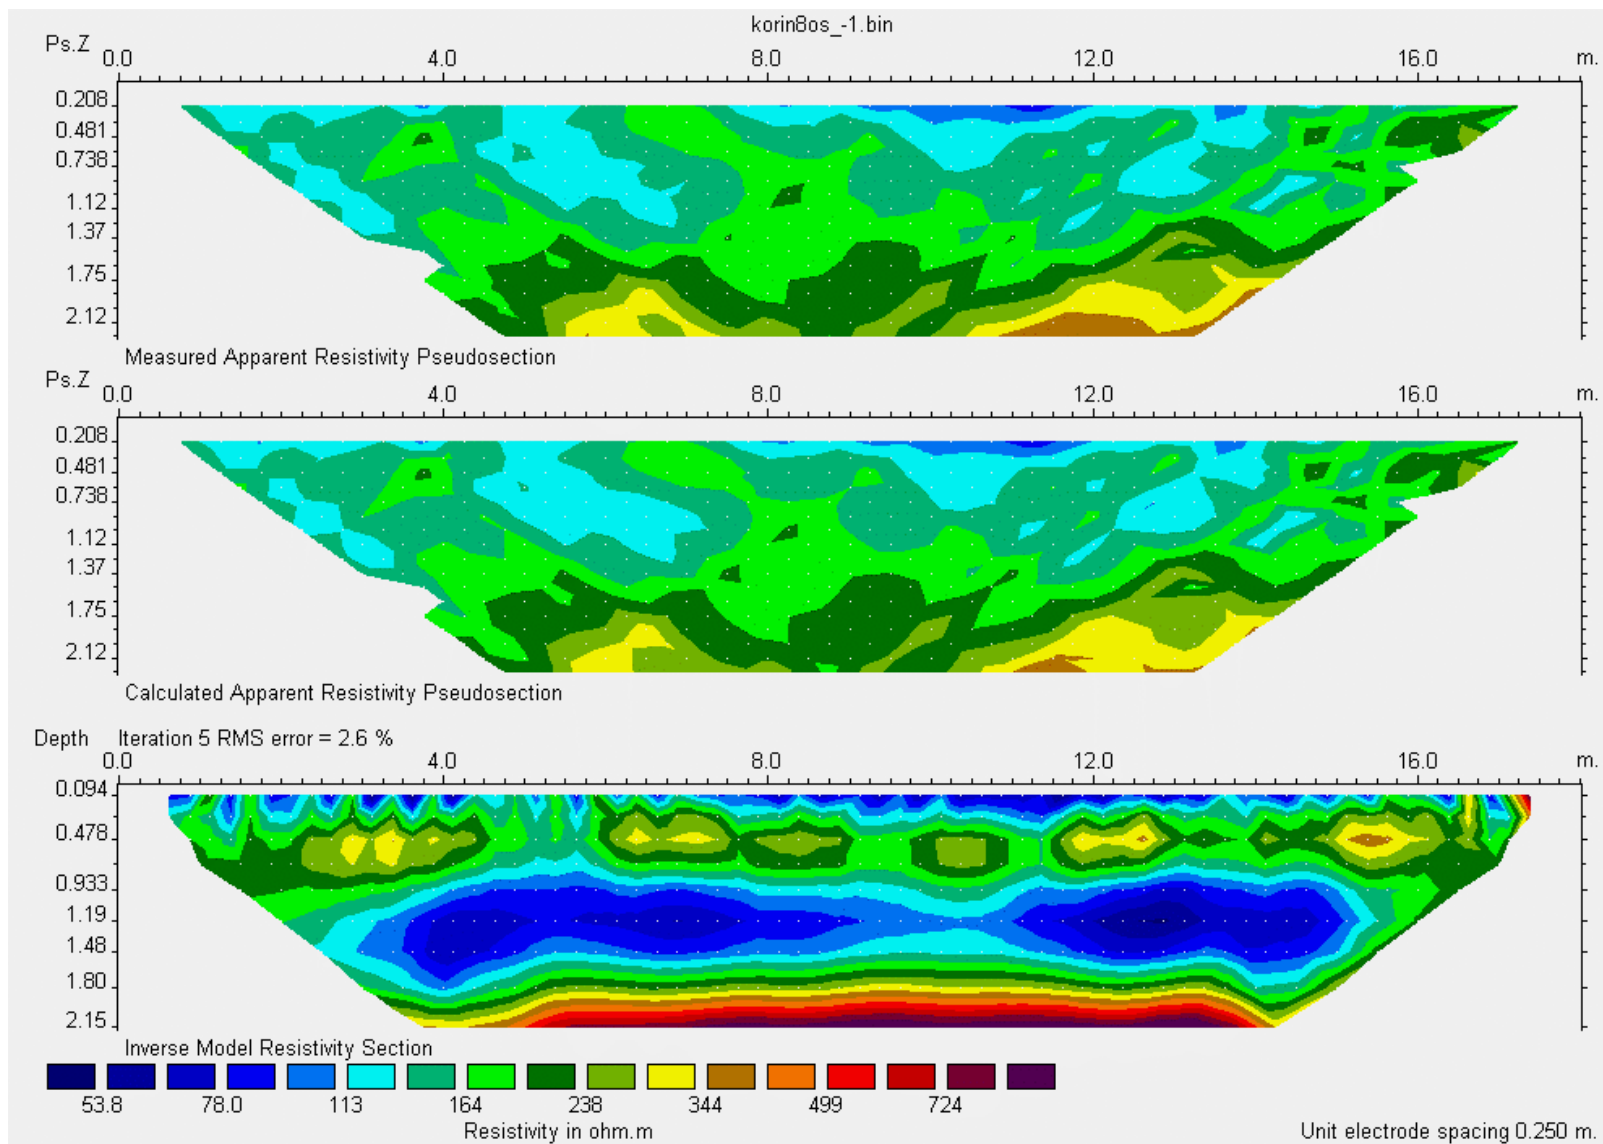 korin8os_-1.bin
Ps.Z 0.0 4.0 8.0 12.0 16.0 m.
0.208
0.481
0.738
1.12
1.37
1.75
2.12
Measured Apparent Resistivity Pseudosection
Ps.Z 0.0 4.0 8.0 12.0 16.0 m.
0.208
0.481
0.738
1.12
1.37
1.75
2.12
Calculated Apparent Resistivity Pseudosection
Depth Iteration 5 RMS error = 2.6 %
0.0 4.0 8.0 12.0 16.0 m.
0.094
0.478
0.933
1.19
1.48
1.80
2.15
Inverse Model Resistivity Section
53.8 78.0 113 164 238 344 499 724
Resistivity in ohm.m
Unit electrode spacing 0.250 m.